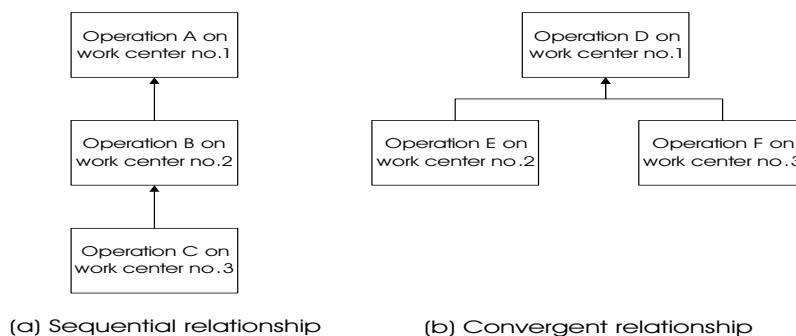 Operation A on
work center no.1
Operation B on
work center no.2
Operation C on
work center no.3
(a) Sequential relationship
Operation D on
work center no.1
Operation E on
work center no.2
Operation F on
work center no.3
(b) Convergent relationship